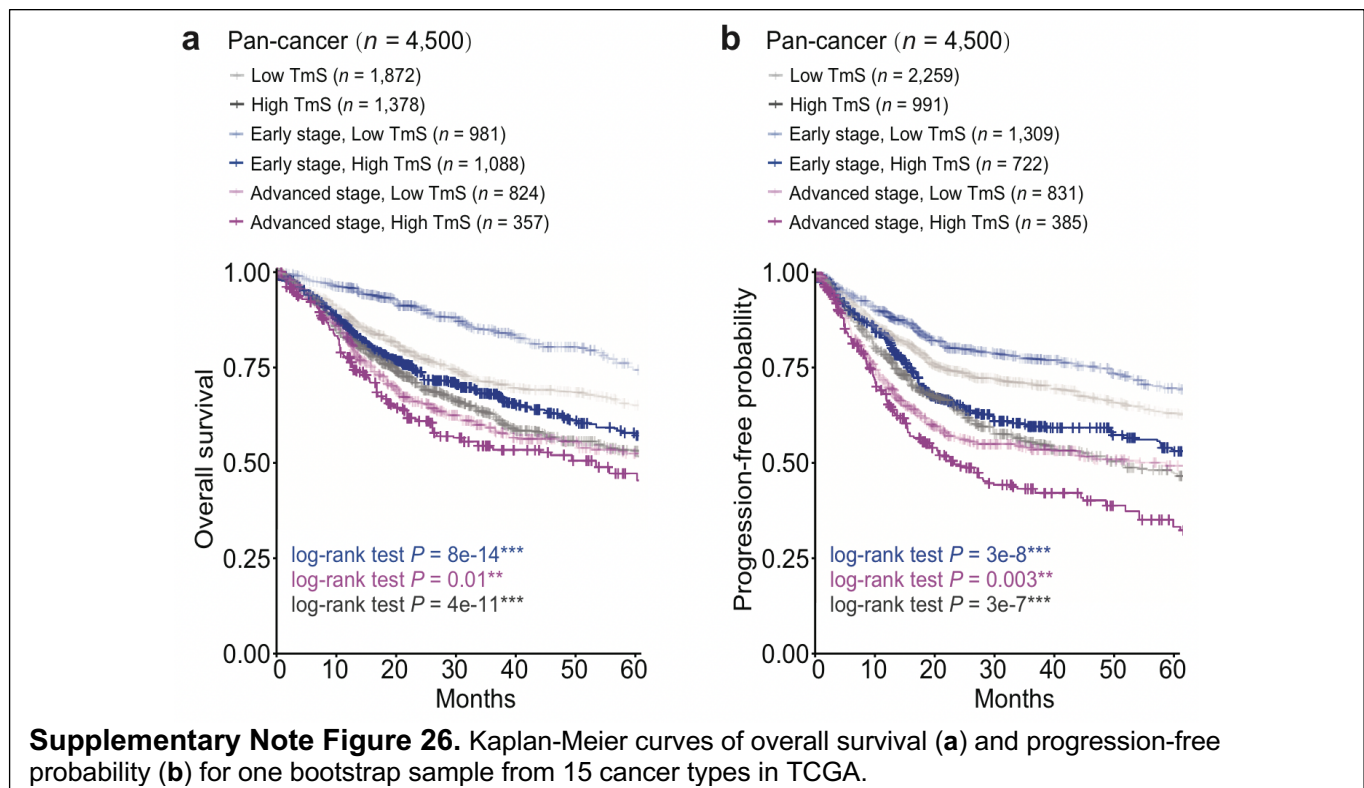 a Pan-cancer (n = 4,500)
Low TmS (n = 1,872)
High TmS (n = 1,378)
Early stage, Low TmS (n = 981)
Early stage, High TmS (n = 1,088)
Advanced stage, Low TmS (n = 824)
Advanced stage, High TmS (n = 357)
1.00
0.75
0.50
0.25
0.00
Overall survival
log-rank test P = 8e-14***
log-rank test P = 0.01**
log-rank test P = 4e-11***
0 10 20 30 40 50 60
Months
b Pan-cancer (n = 4,500)
Low TmS (n = 2,259)
High TmS (n = 991)
Early stage, Low TmS (n = 1,309)
Early stage, High TmS (n = 722)
Advanced stage, Low TmS (n = 831)
Advanced stage, High TmS (n = 385)
1.00
0.75
0.50
0.25
0.00
Progression-free probability
log-rank test P = 3e-8***
log-rank test P = 0.003**
log-rank test P = 3e-7***
0 10 20 30 40 50 60
Months
Supplementary Note Figure 26. Kaplan-Meier curves of overall survival (a) and progression-free
probability (b) for one bootstrap sample from 15 cancer types in TCGA.